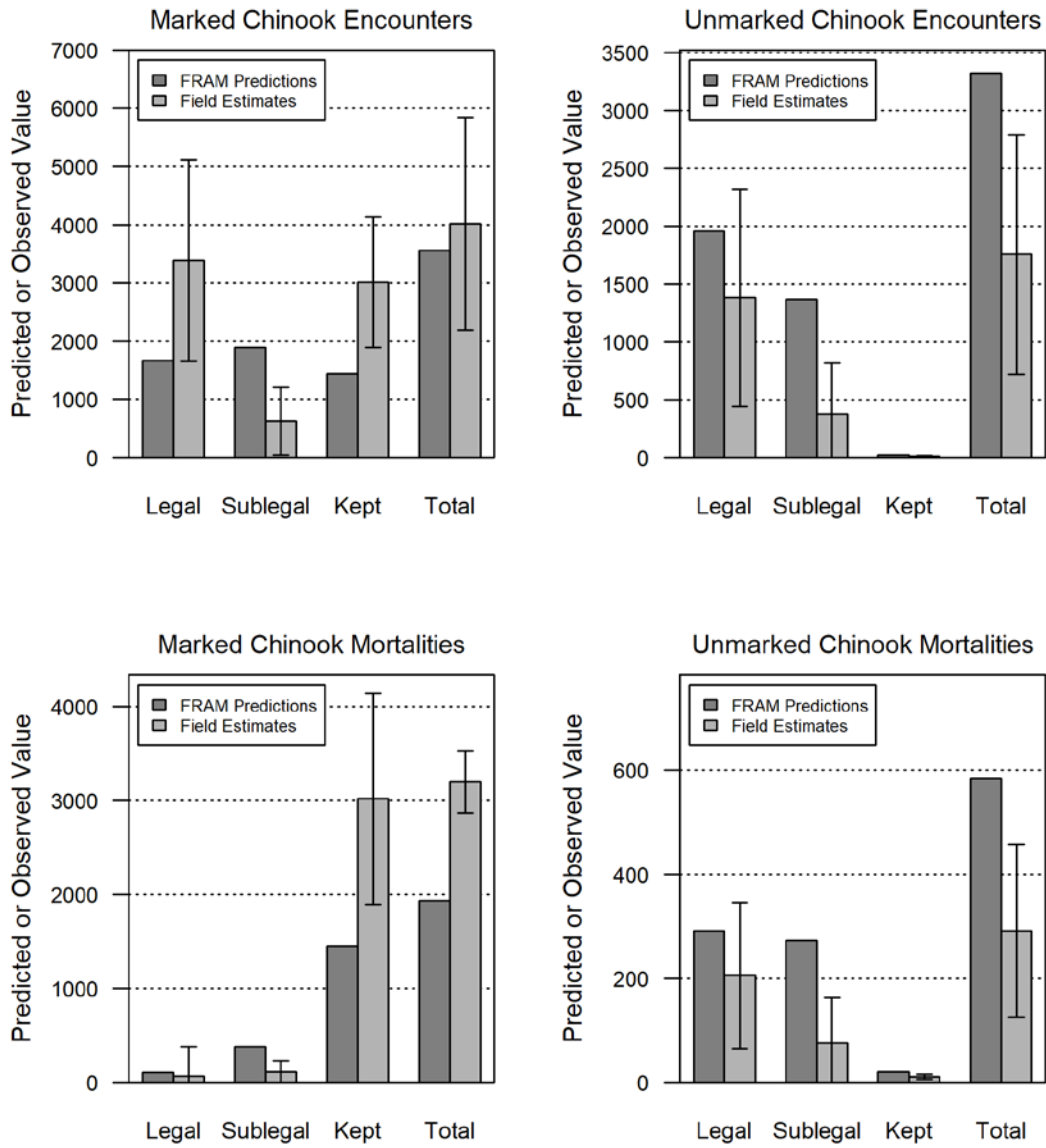 Marked Chinook Encounters
Predicted or Observed Value
7000
6000
5000
4000
3000
2000
1000
0
FRAM Predictions
Field Estimates
Legal Sublegal Kept Total
Unmarked Chinook Encounters
Predicted or Observed Value
3500
3000
2500
2000
1500
1000
500
0
FRAM Predictions
Field Estimates
Legal Sublegal Kept Total
Marked Chinook Mortalities
Predicted or Observed Value
4000
3000
2000
1000
0
FRAM Predictions
Field Estimates
Legal Sublegal Kept Total
Unmarked Chinook Mortalities
Predicted or Observed Value
600
400
200
0
FRAM Predictions
Field Estimates
Legal Sublegal Kept Total